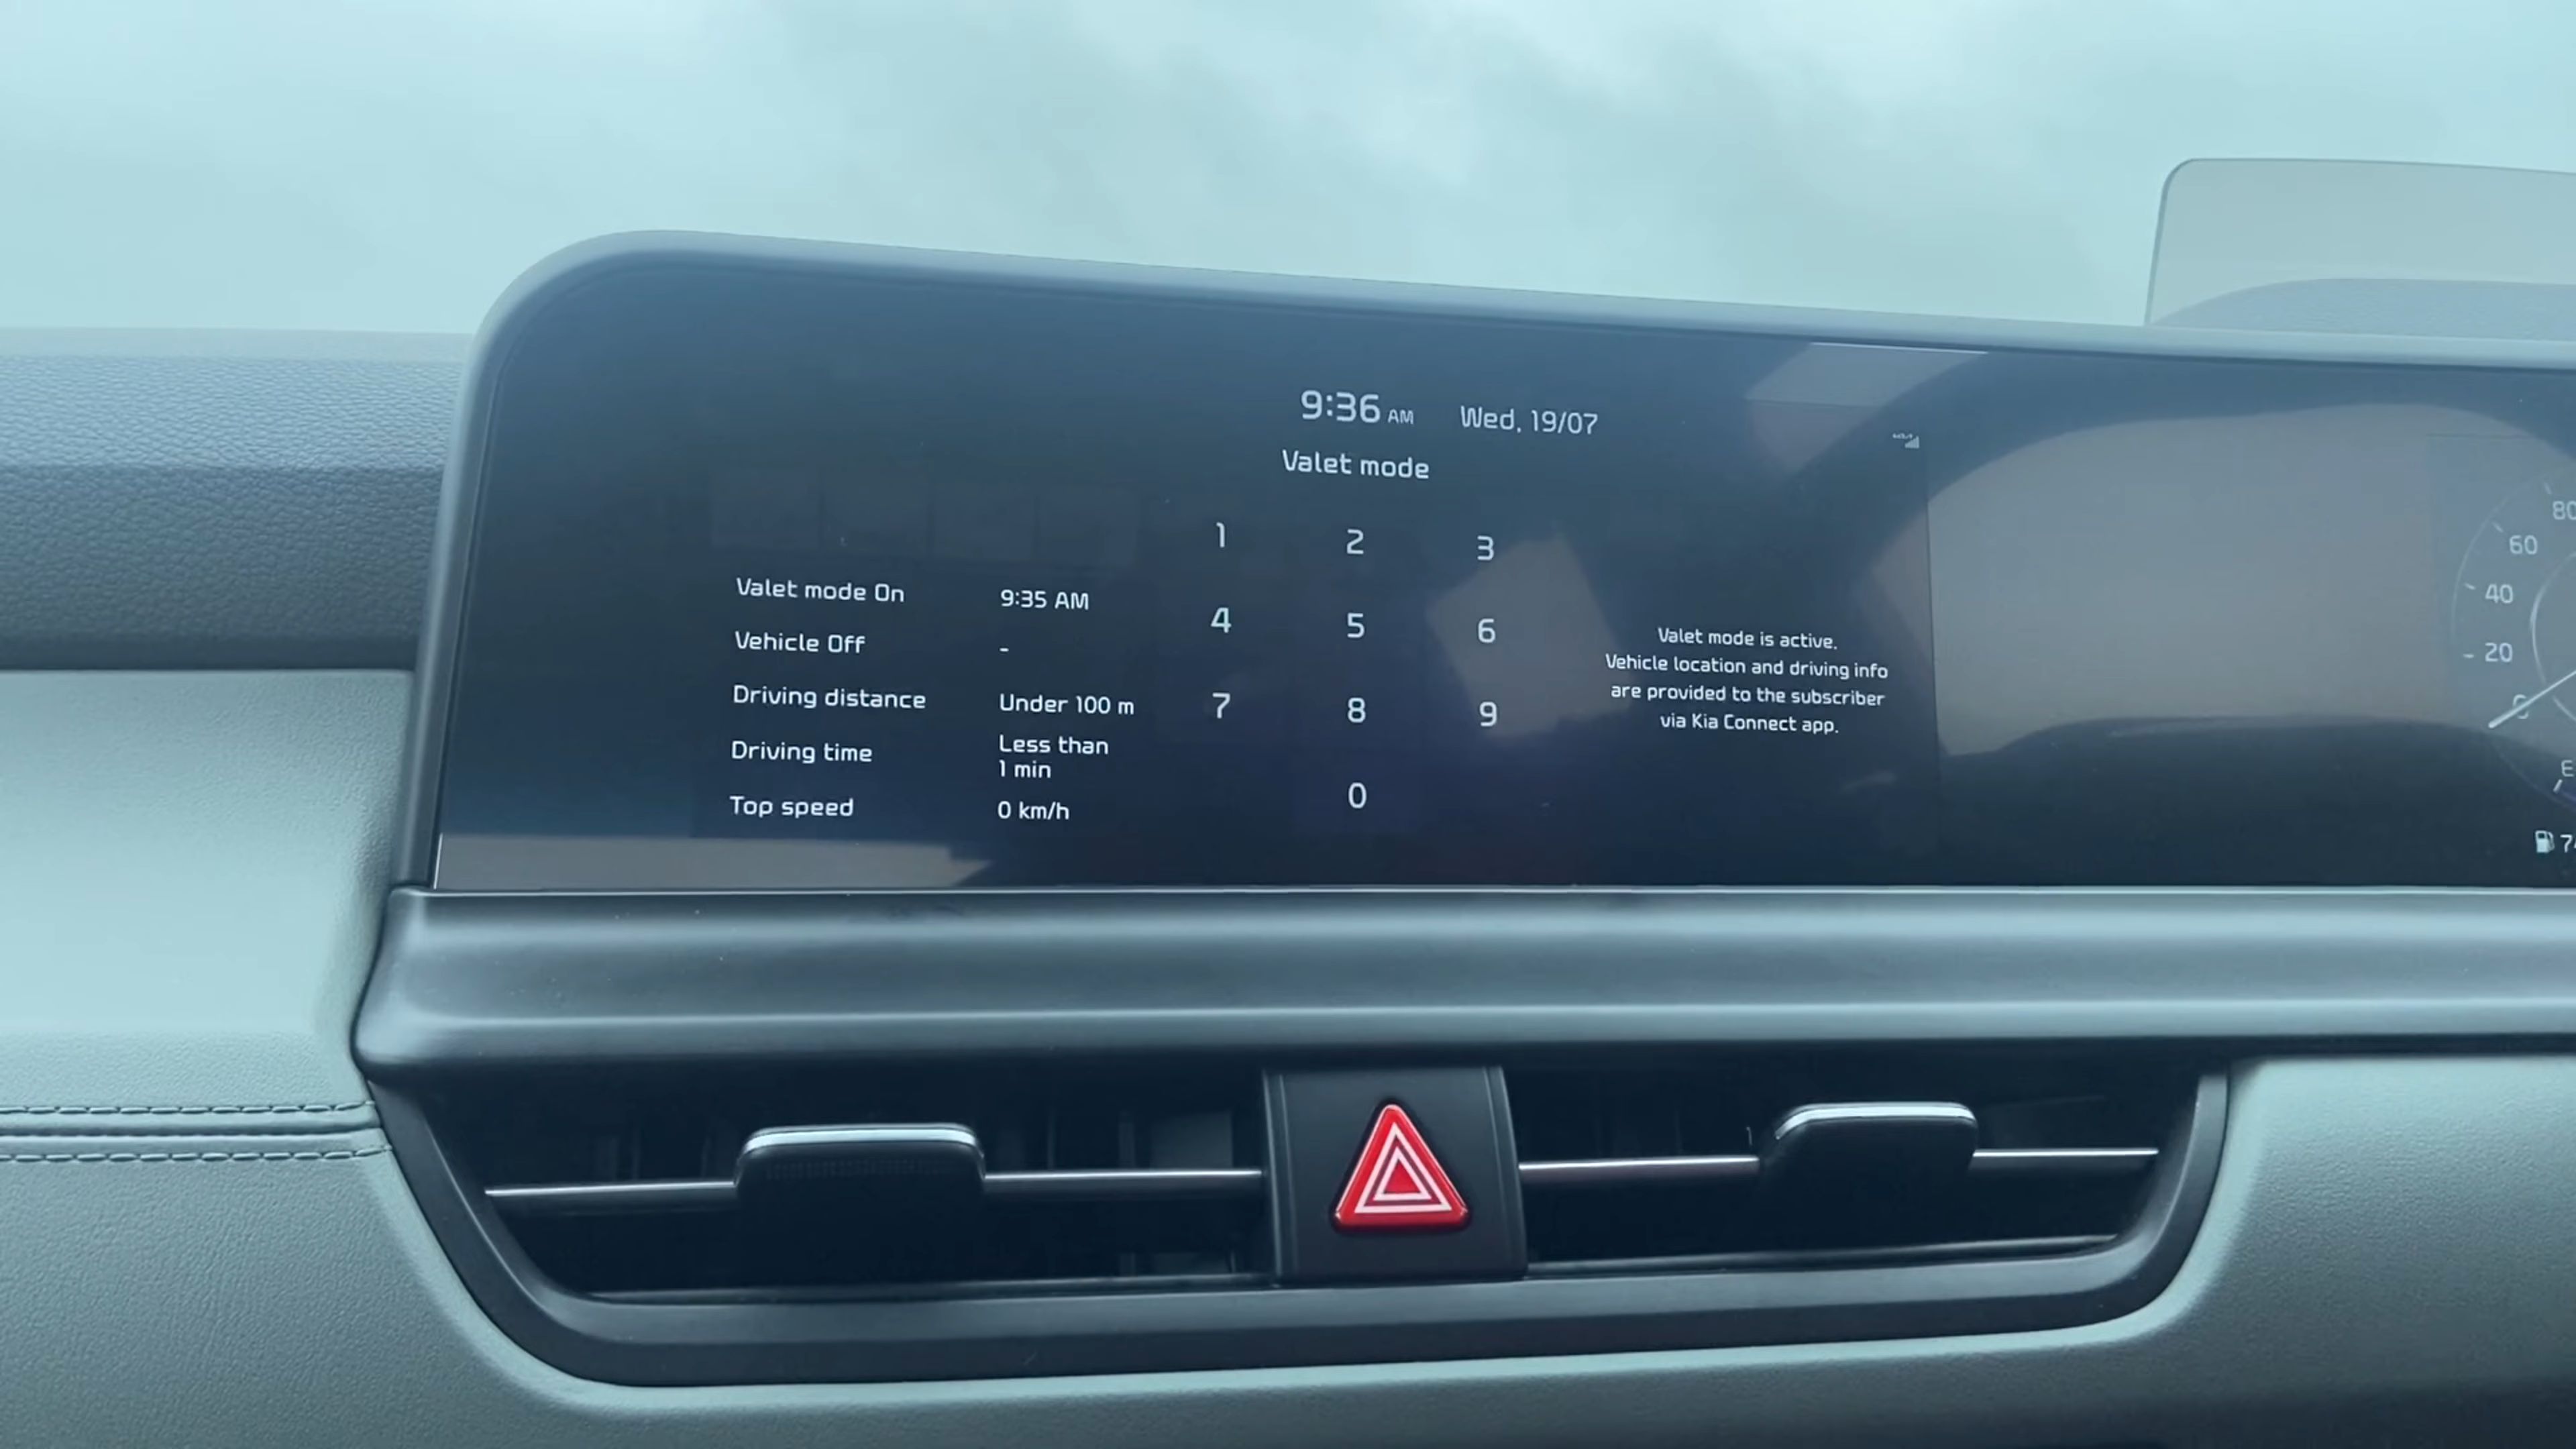 9:36 AM Wed, 19/07
Valet mode
Valet mode On 9:35 AM
Vehicle Off -
Driving distance Under 100 m
Driving time Less than
1 min
Top speed 0 km/h
1 2 3
4 5 6
7 8 9
0
Valet mode is active.
Vehicle location and driving info
are provided to the subscriber
via Kia Connect app.
80
60
40
20
0
E